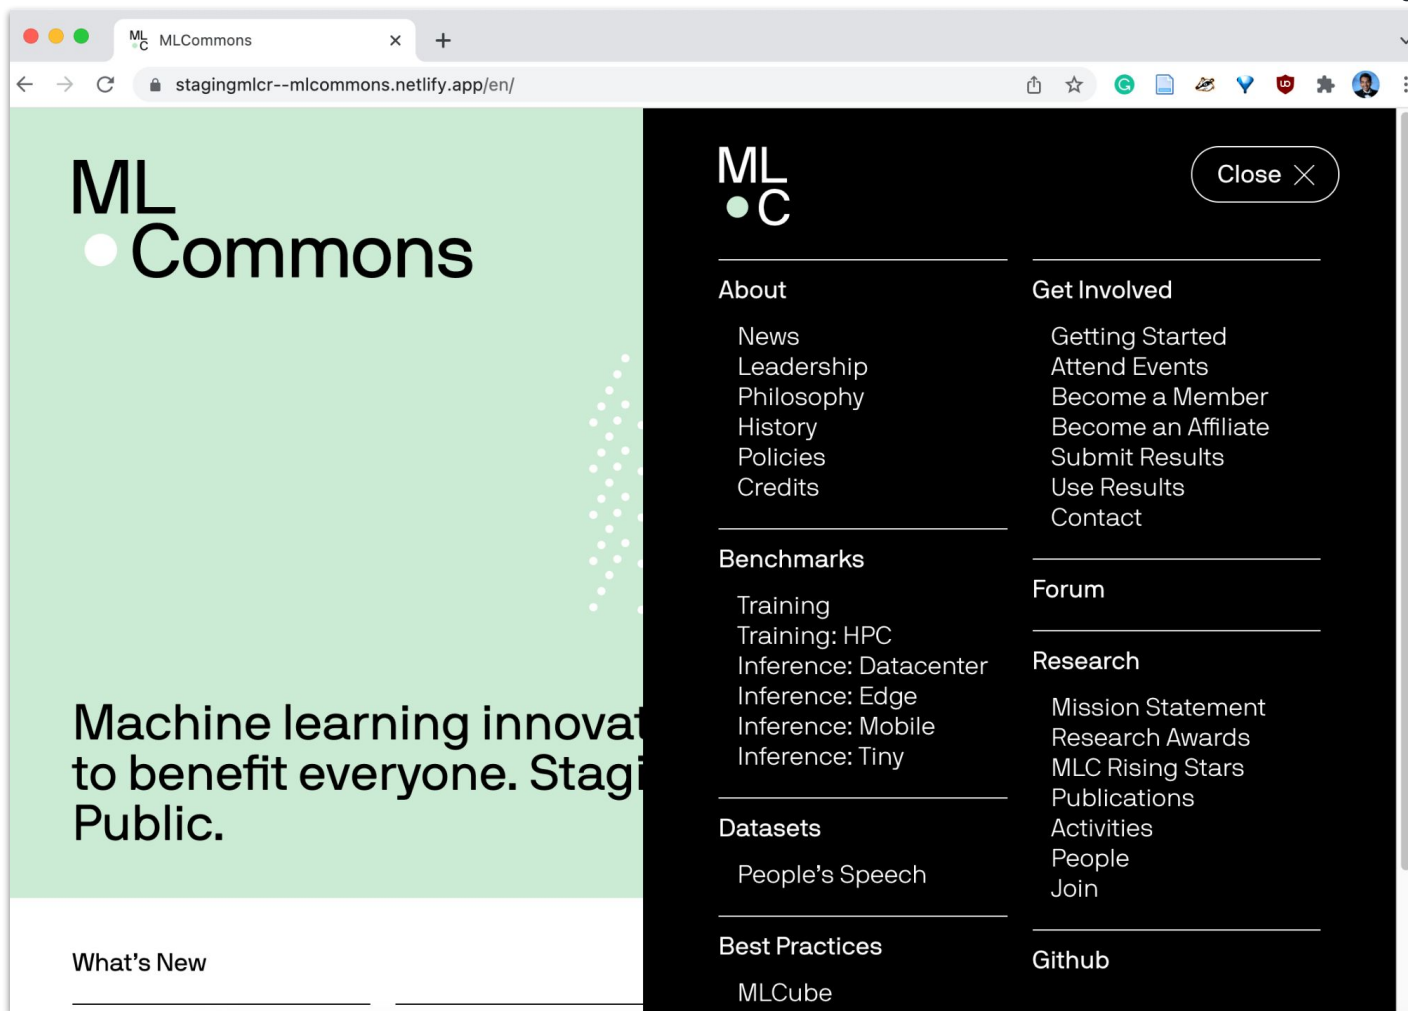 MLCommons
stagingmlcr--mlcommons.netlify.app/en/
ML
Commons
Machine learning innovat
to benefit everyone. Stagi
Public.
What's New
ML
C
Close
About
News
Leadership
Philosophy
History
Policies
Credits
Benchmarks
Training
Training: HPC
Inference: Datacenter
Inference: Edge
Inference: Mobile
Inference: Tiny
Datasets
People's Speech
Best Practices
MLCube
Get Involved
Getting Started
Attend Events
Become a Member
Become an Affiliate
Submit Results
Use Results
Contact
Forum
Research
Mission Statement
Research Awards
MLC Rising Stars
Publications
Activities
People
Join
Github